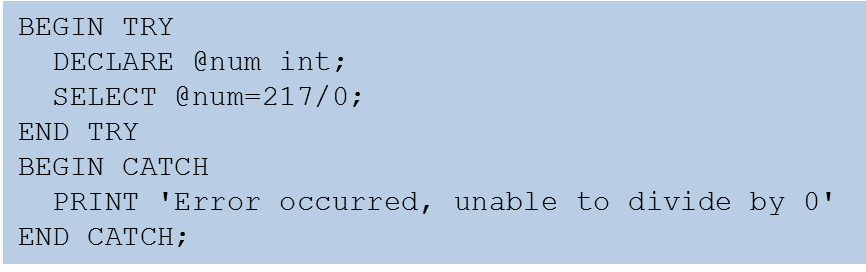 BEGIN TRY
  DECLARE @num int;
  SELECT @num=217/0;
END TRY
BEGIN CATCH
  PRINT 'Error occurred, unable to divide by 0'
END CATCH;